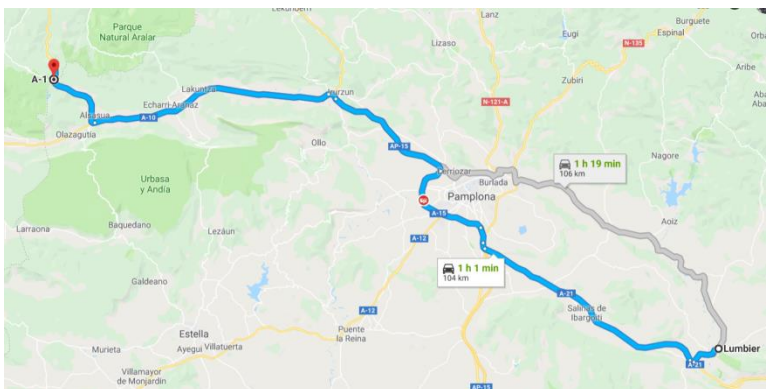 Parque
Natural Aralar
Lekunberri
Lizaso
Lanz
Eugi
N-135
Espinal
Burguete
Aribe
Zubiri
N-121-A
A-1
Lakuntza
Irurzun
Echarri-Aranaz
Alsasua
A-10
Olazagutia
Ollo
AP-15
Berriozar
1 h 19 min
106 km
Nagore
Urbasa
y Andía
Burlada
Pamplona
Aoiz
A-15
Larraona
Baquedano
Lezáun
A-12
1 h 1 min
104 km
Galdeano
A-21
Salinas de
Ibargoiti
A-12
Estella
Puente
la Reina
Lumbier
Murieta
Ayegui
Villatuerta
A-21
Villamayor
de Monjardín
AP-15